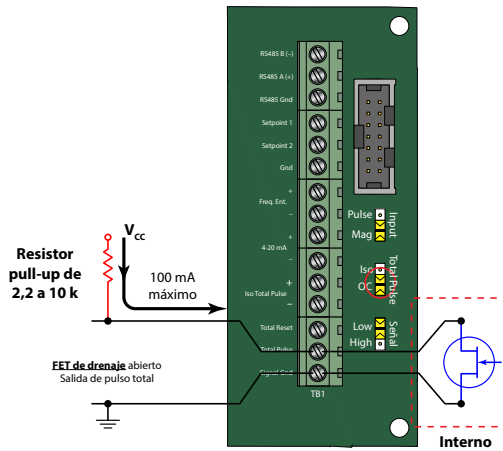 RS485 B (–)
RS485 A (+)
RS485 Gnd
Setpoint 1
Setpoint 2
Gnd
+
Freq. Ent.
–
+
4-20 mA
–
+
Iso Total Pulse
–
Total Reset
Total Pulse
Signal Gnd
TB1
Pulse
Mag
Input
Iso
OC
Total Pulse
Low
High
Señal
Vcc
Resistor
pull-up de
2,2 a 10 k
100 mA
máximo
FET de drenaje abierto
Salida de pulso total
Interno